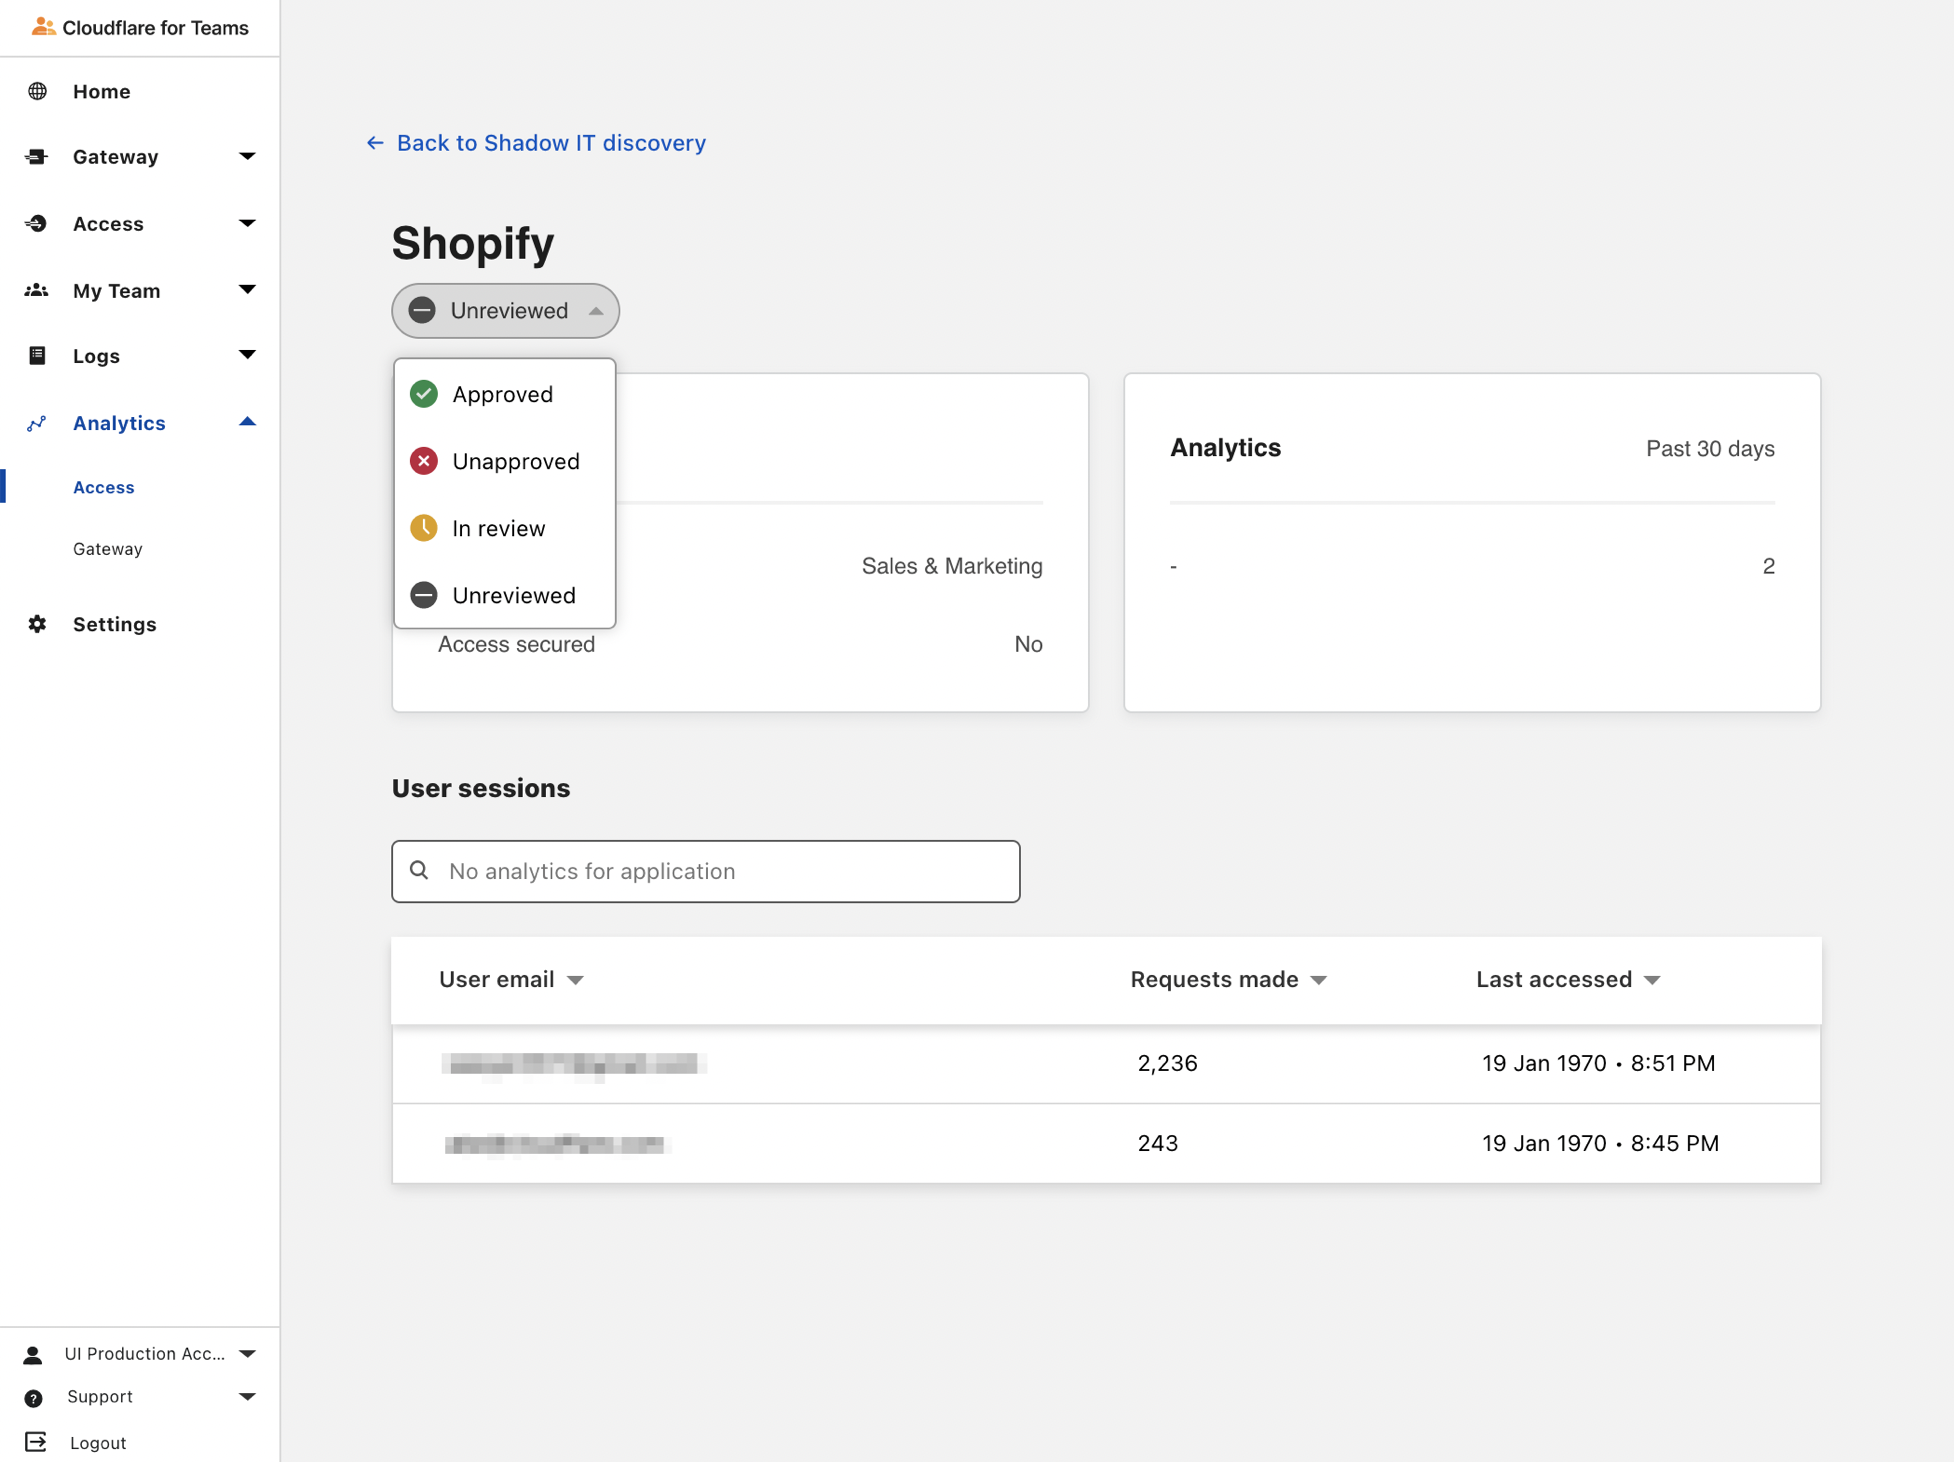 Cloudflare for Teams
Home
Gateway
Access
My Team
Logs
Analytics
Access
Gateway
Settings
UI Production Acc...
Support
Logout
Back to Shadow IT discovery
Shopify
Unreviewed
Approved
Unapproved
In review
Unreviewed
Sales & Marketing
Access secured No
Analytics Past 30 days
- 2
User sessions
No analytics for application
User email Requests made Last accessed
2,236 19 Jan 1970 • 8:51 PM
243 19 Jan 1970 • 8:45 PM